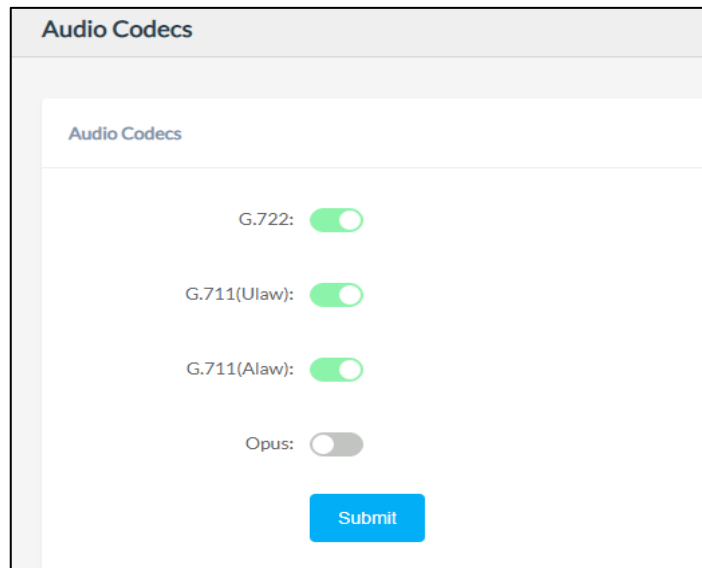 Audio Codecs
Audio Codecs
G.722:
G.711(Ulaw):
G.711(Alaw):
Opus:
Submit